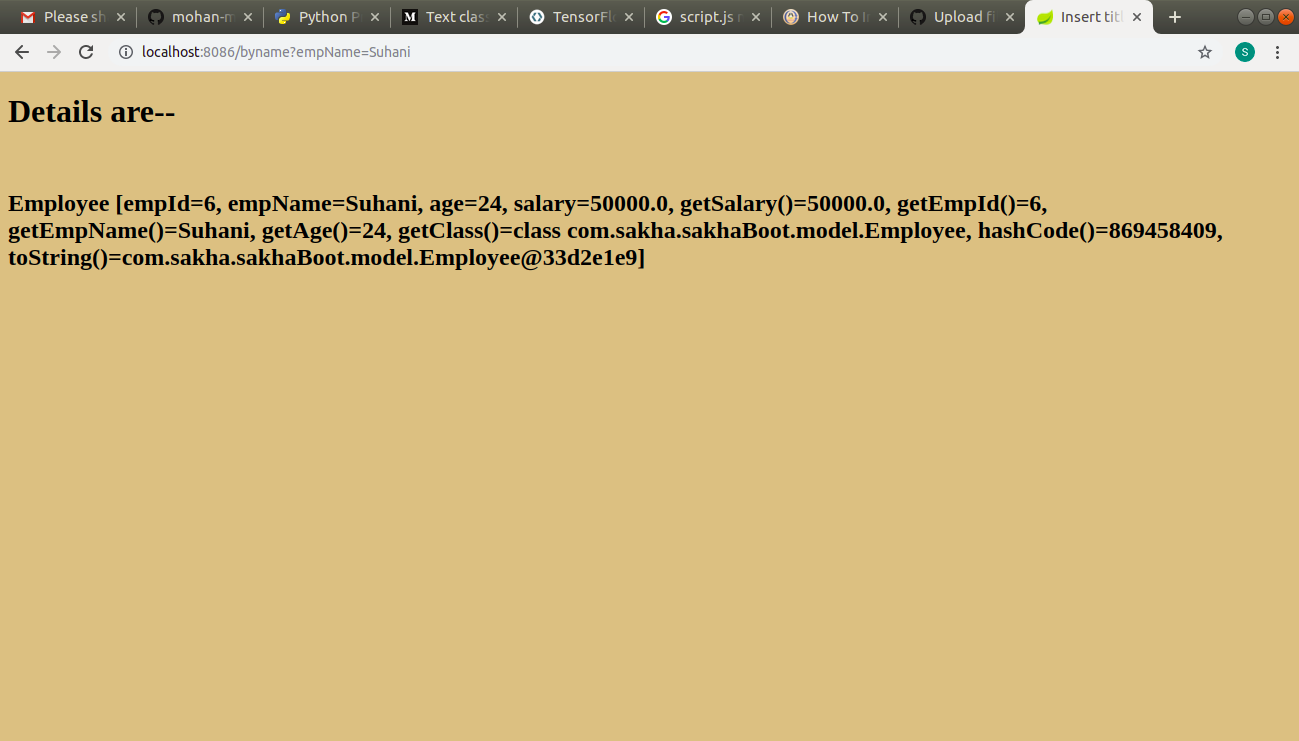 Please sh
mohan-m
Python P
Text clas
TensorFl
script.js
How To I
Upload fi
Insert titl
localhost:8086/byname?empName=Suhani
S
Details are--
Employee [empId=6, empName=Suhani, age=24, salary=50000.0, getSalary()=50000.0, getEmpId()=6,
getEmpName()=Suhani, getAge()=24, getClass()=class com.sakha.sakhaBoot.model.Employee, hashCode()=869458409,
toString()=com.sakha.sakhaBoot.model.Employee@33d2e1e9]